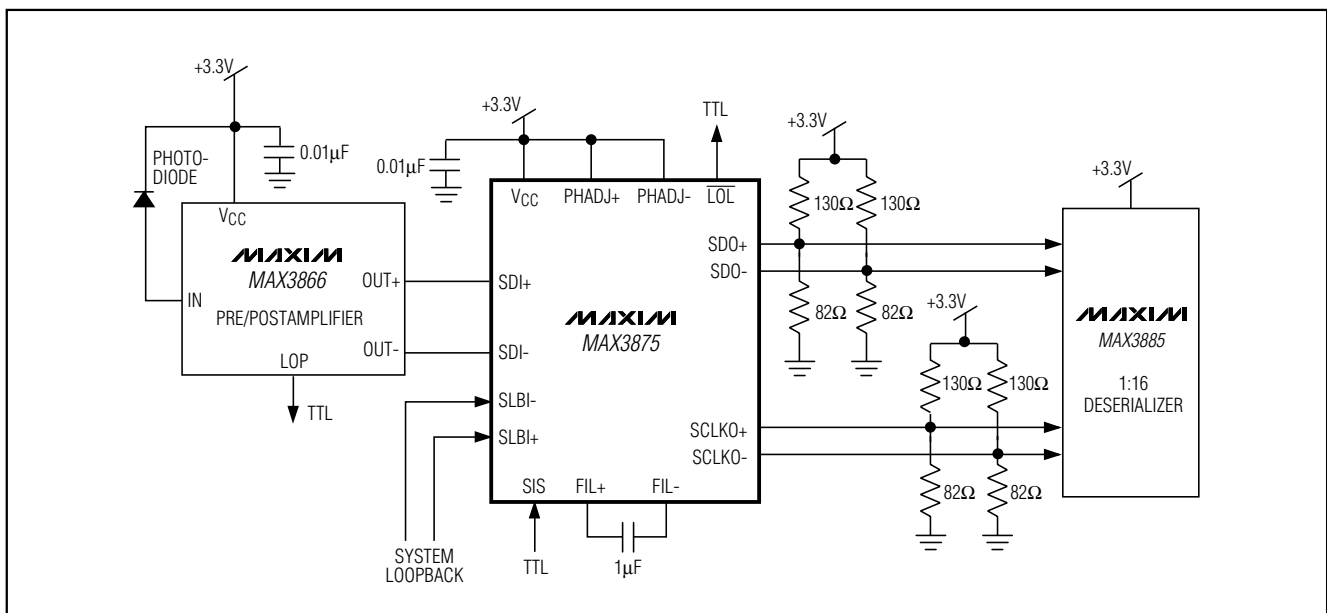 +3.3V
PHOTO-
DIODE
0.01µF
VCC
MAXIM
MAX3866
PRE/POSTAMPLIFIER
IN
OUT+
OUT-
LOP
TTL
+3.3V
0.01µF
TTL
VCC
PHADJ+
PHADJ-
LOL
SDI+
SDI-
SLBI-
SLBI+
MAXIM
MAX3875
SDO+
SDO-
SCLKO+
SCLKO-
SIS
FIL+
FIL-
SYSTEM
LOOPBACK
TTL
1µF
+3.3V
130Ω
130Ω
82Ω
82Ω
+3.3V
130Ω
130Ω
82Ω
82Ω
+3.3V
MAXIM
MAX3885
1:16
DESERIALIZER